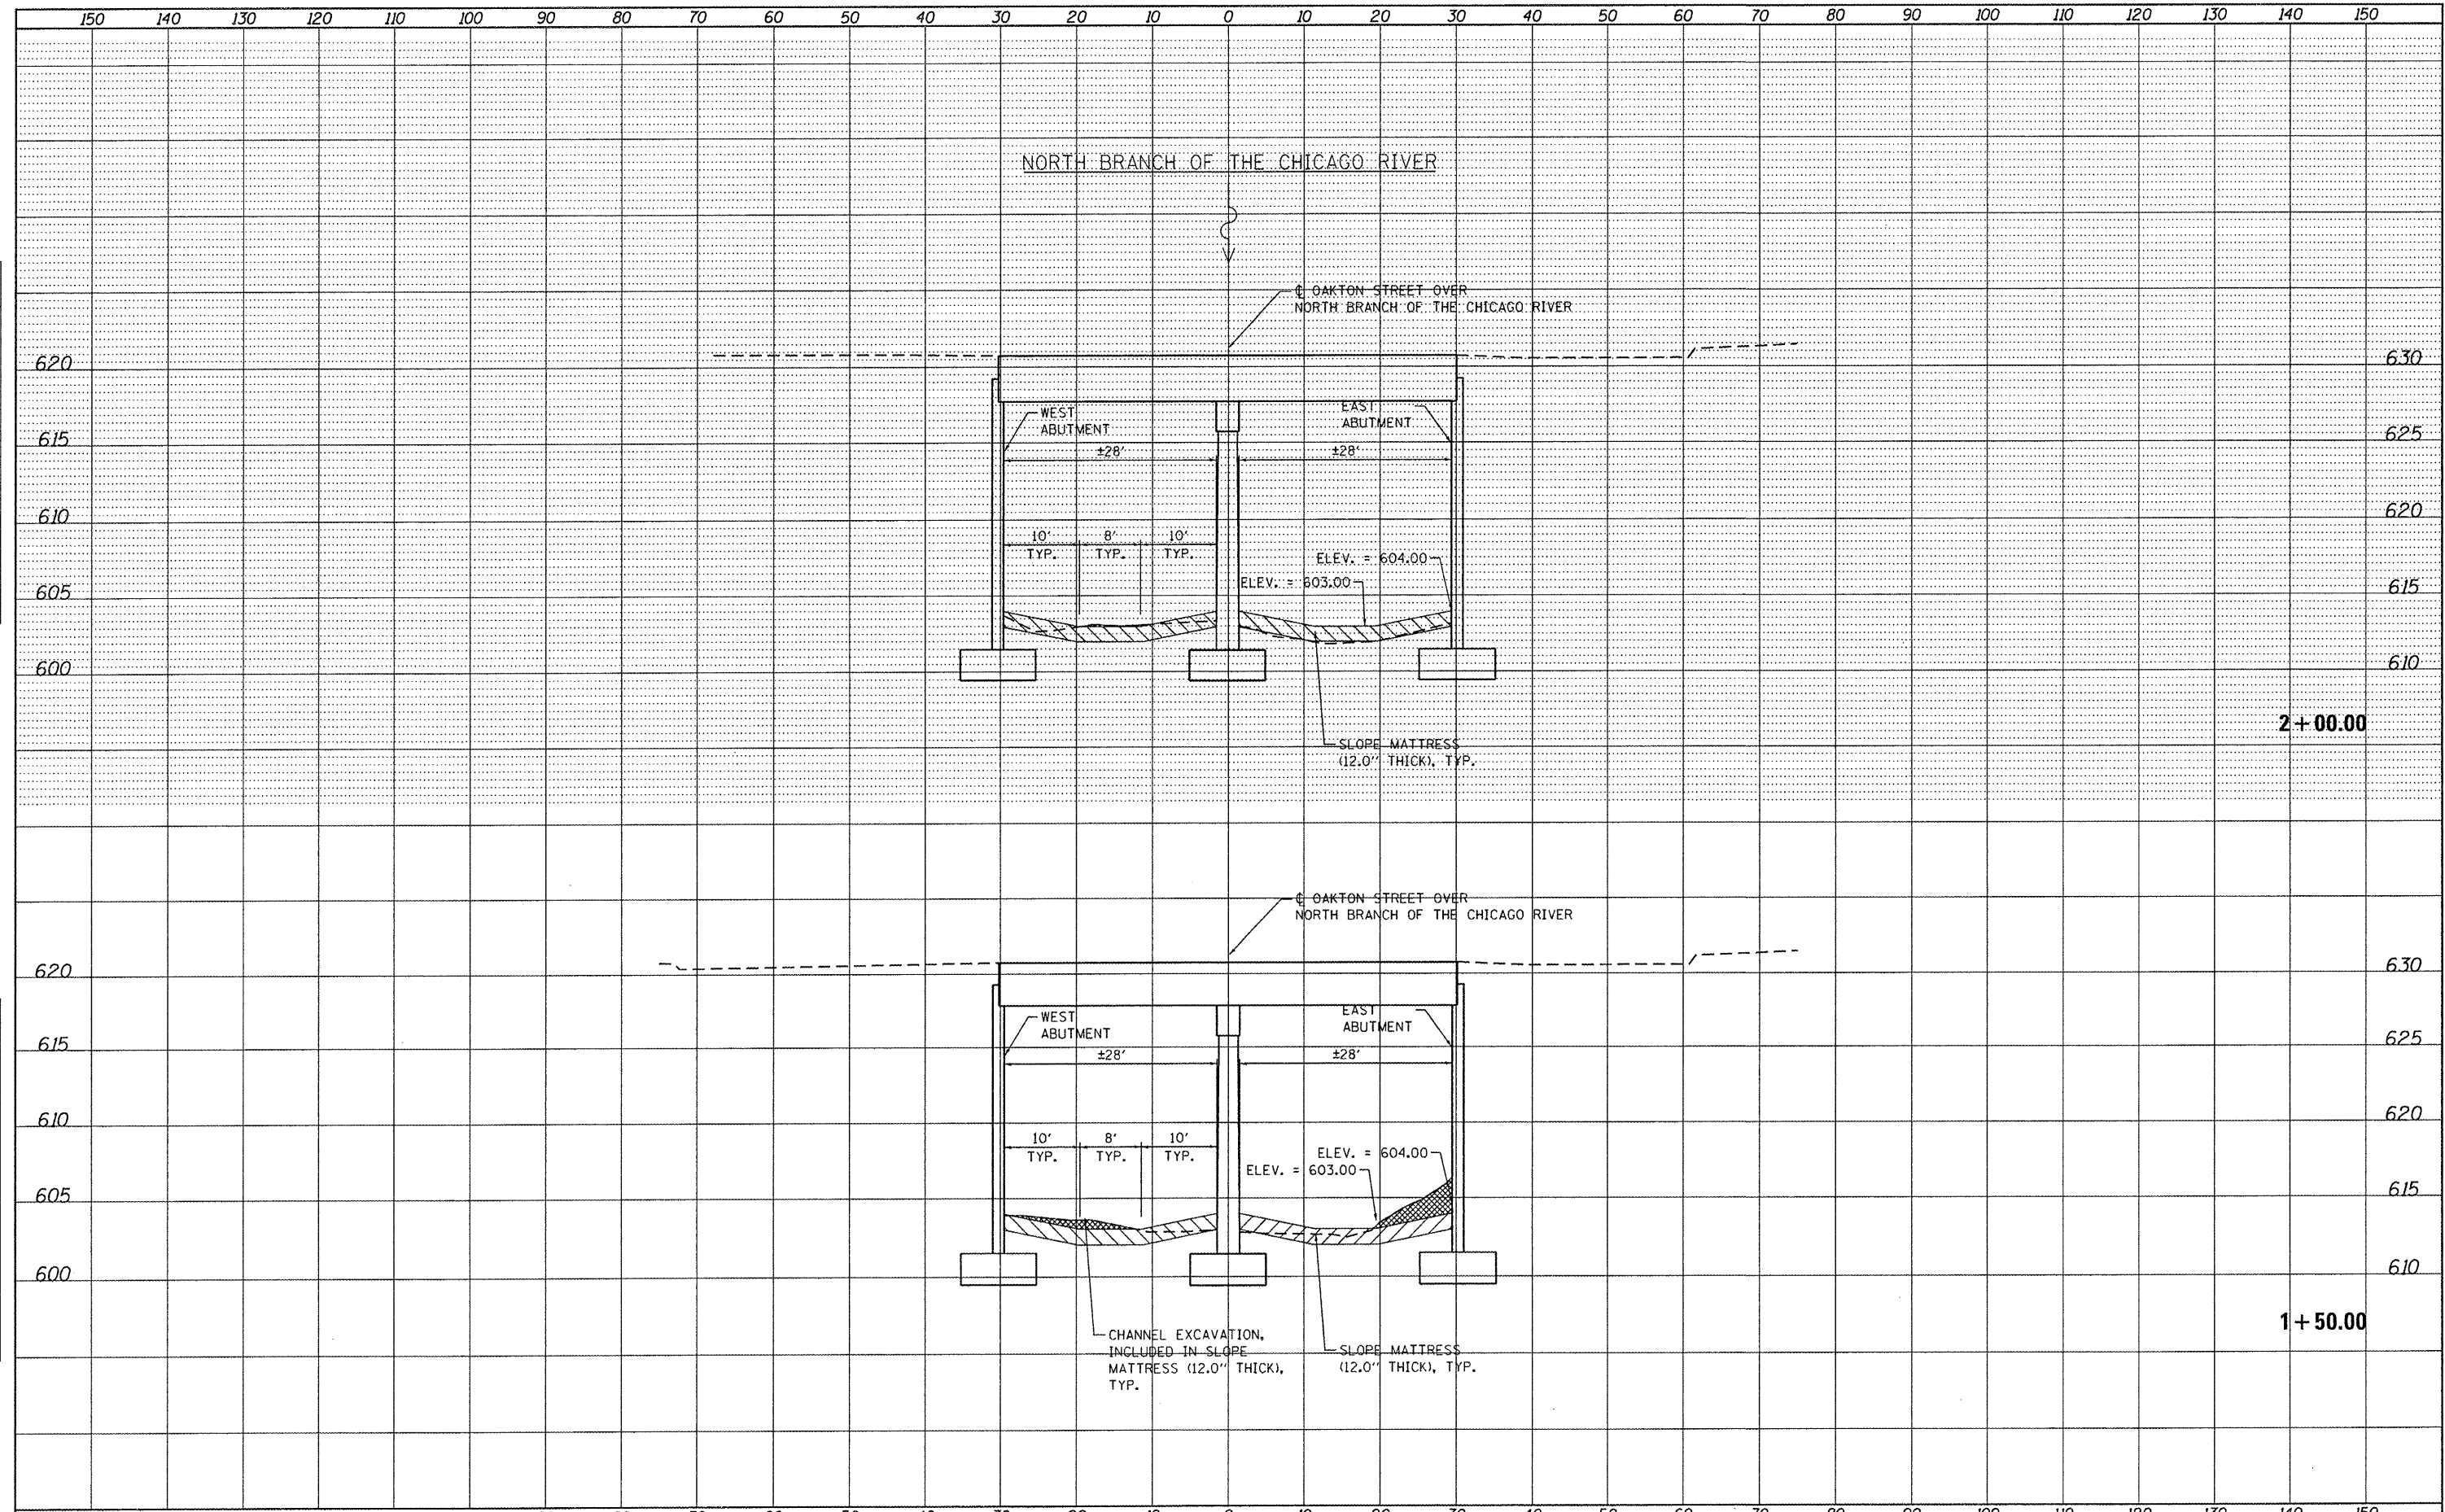 150 140 130 120 110 100 90 80 70 60 50 40 30 20 10 0 10 20 30 40 50 60 70 80 90 100 110 120 130 140 150
NORTH BRANCH OF THE CHICAGO RIVER
℄ OAKTON STREET OVER
NORTH BRANCH OF THE CHICAGO RIVER
620 630
WEST
ABUTMENT
EAST
ABUTMENT
615 625
±28' ±28'
610 620
10' 8' 10'
TYP. TYP. TYP.
ELEV. = 604.00
ELEV. = 603.00
605 615
600 610
2+00.00
SLOPE MATTRESS
(12.0" THICK), TYP.
℄ OAKTON STREET OVER
NORTH BRANCH OF THE CHICAGO RIVER
620 630
WEST
ABUTMENT
EAST
ABUTMENT
615 625
±28' ±28'
610 620
10' 8' 10'
TYP. TYP. TYP.
ELEV. = 604.00
ELEV. = 603.00
605 615
600 610
1+50.00
CHANNEL EXCAVATION,
INCLUDED IN SLOPE
MATTRESS (12.0" THICK),
TYP.
SLOPE MATTRESS
(12.0" THICK), TYP.